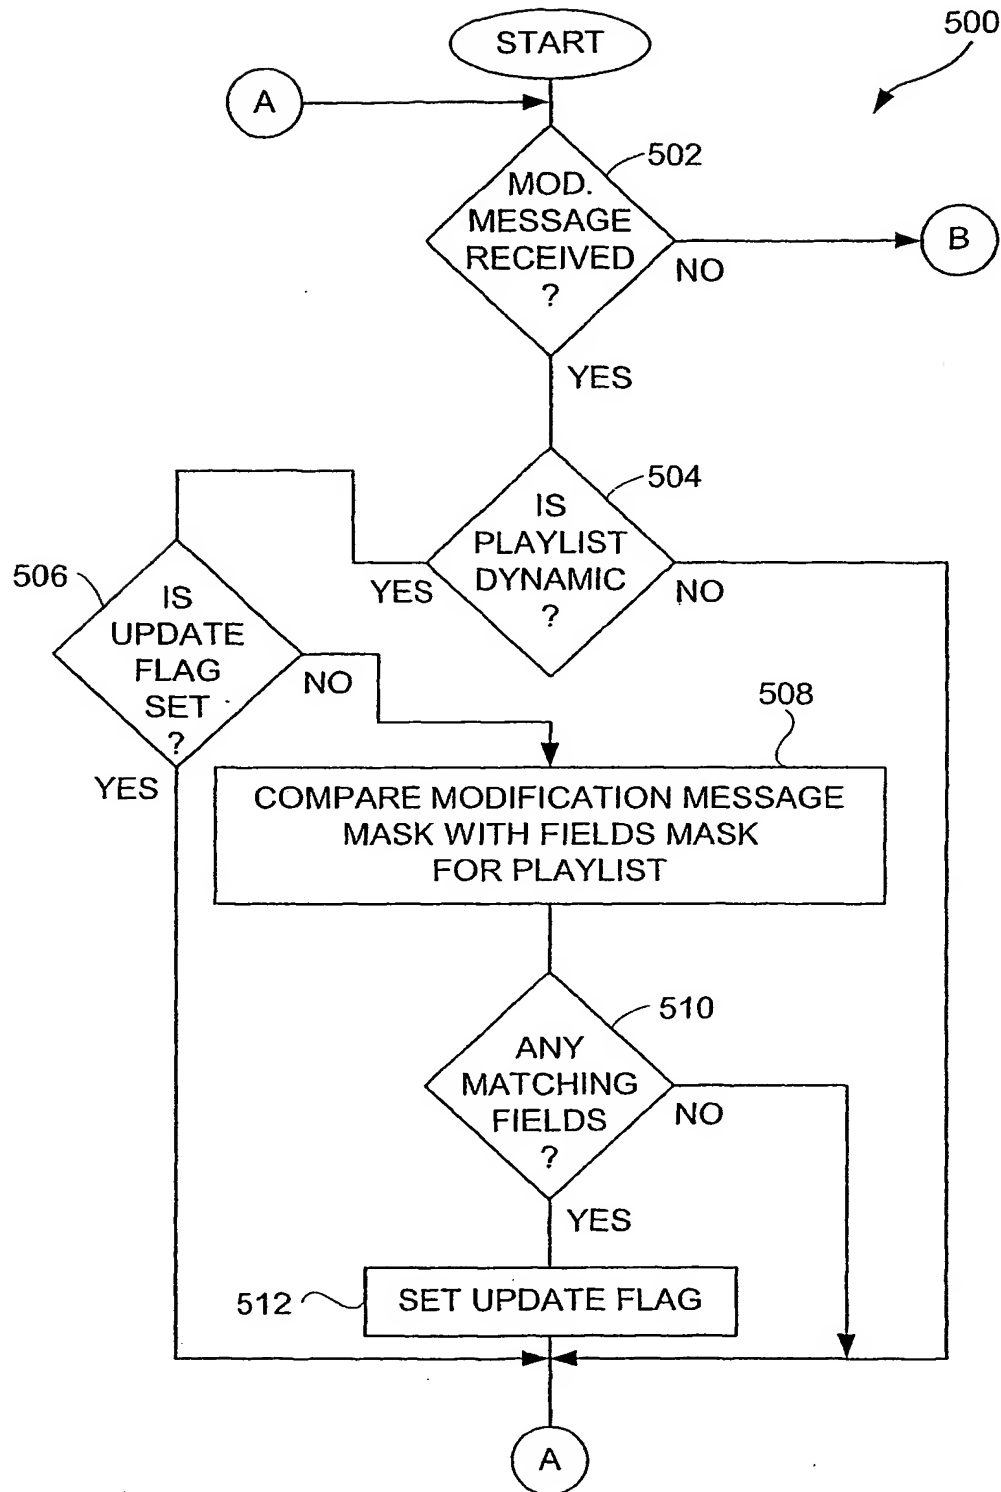 START
500
A
502
MOD.
MESSAGE
RECEIVED
?
NO
B
YES
504
IS
PLAYLIST
DYNAMIC
?
YES
NO
506
IS
UPDATE
FLAG
SET
?
NO
YES
508
COMPARE MODIFICATION MESSAGE
MASK WITH FIELDS MASK
FOR PLAYLIST
510
ANY
MATCHING
FIELDS
?
NO
YES
512
SET UPDATE FLAG
A